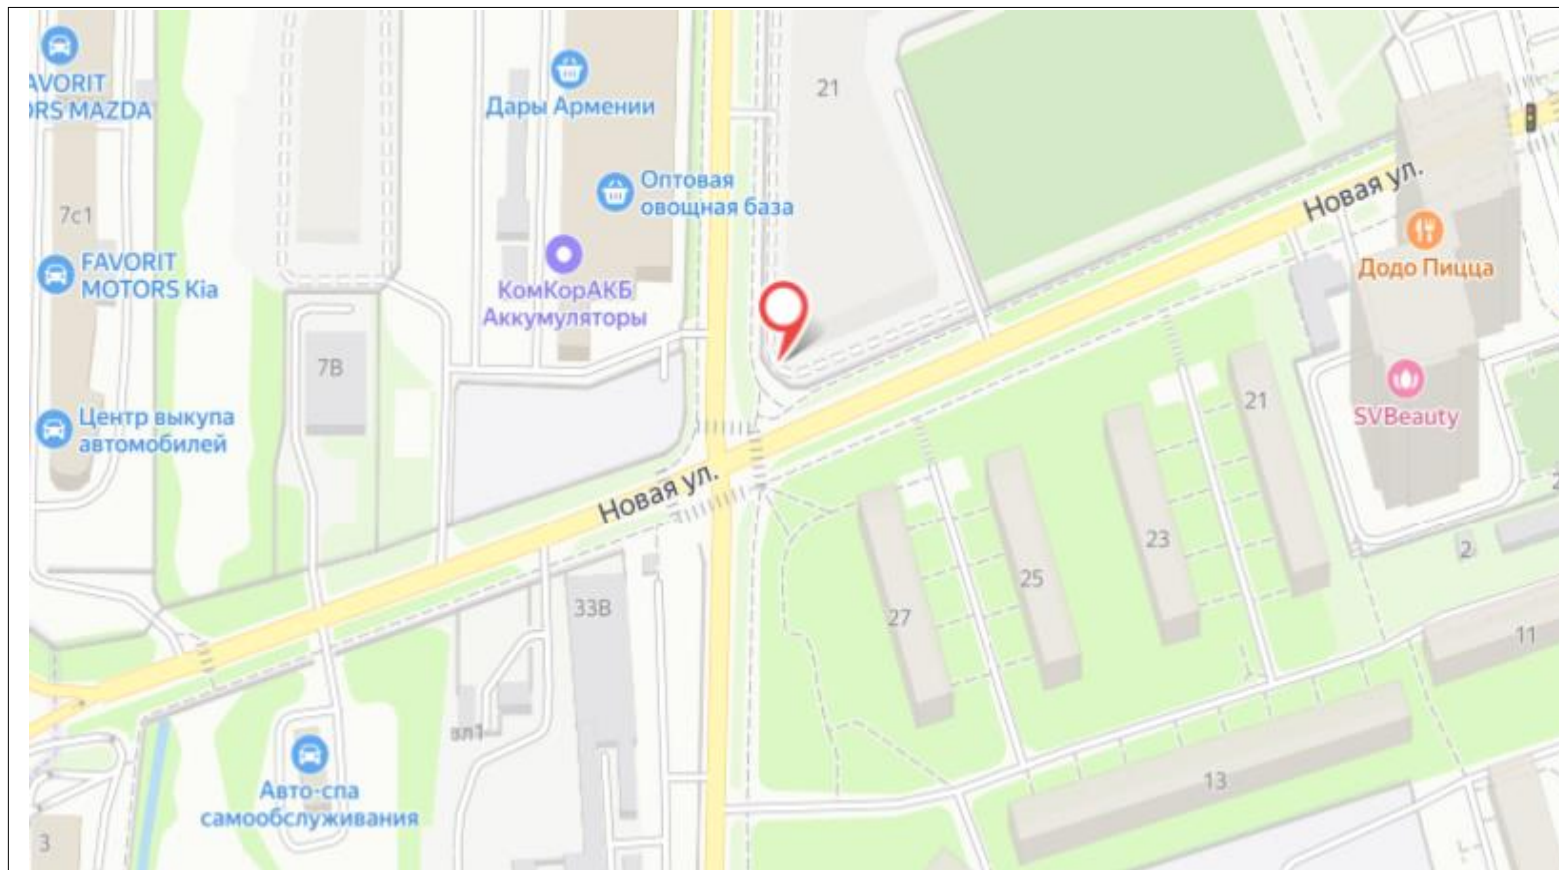 AVORIT
ORS MAZDA
Дары Армении
21
Оптовая
овощная база
7с1
FAVORIT
MOTORS Kia
КомКорАКБ
Аккумуляторы
Новая ул.
Додо Пицца
7В
Центр выкупа
автомобилей
21
SVBeauty
Новая ул.
23
25
27
2
2
33В
11
вл1
13
Авто-спа
самообслуживания
3